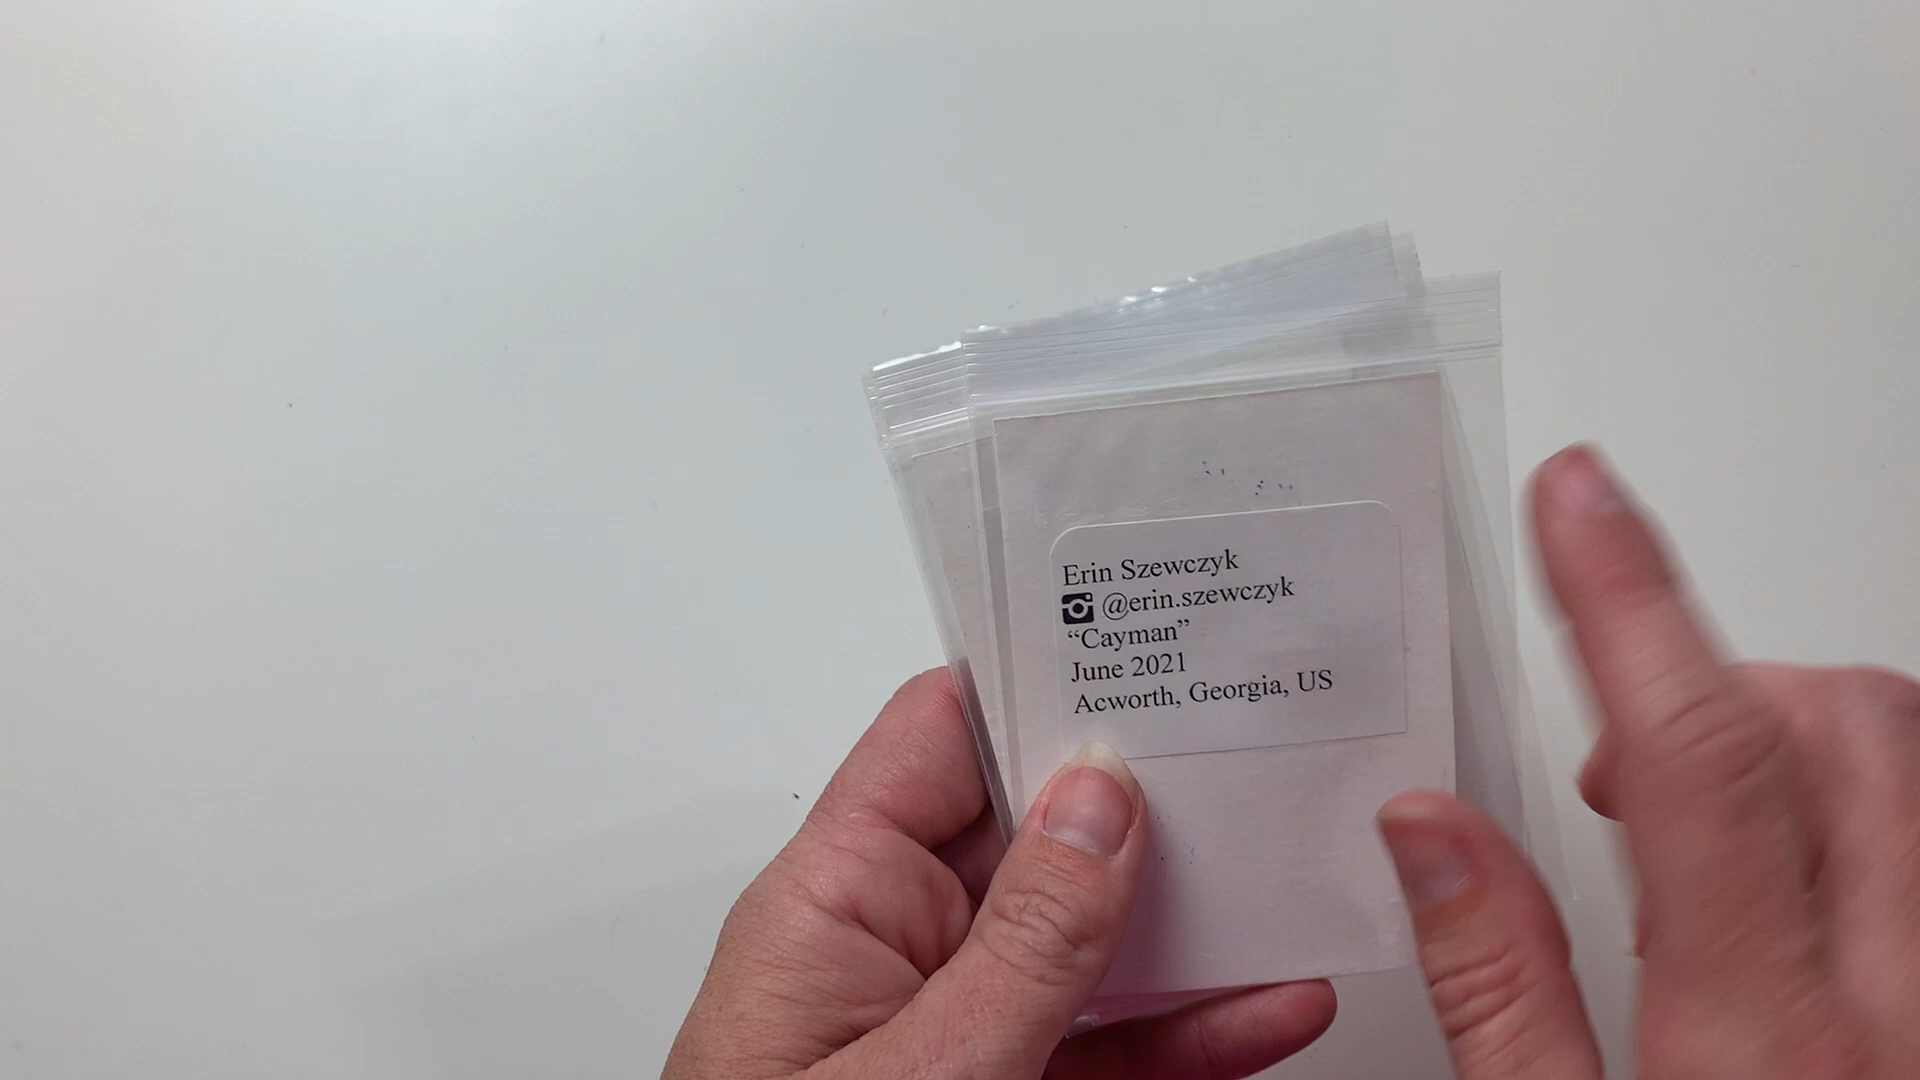 Erin Szewczyk
@erin.szewczyk
“Cayman”
June 2021
Acworth, Georgia, US